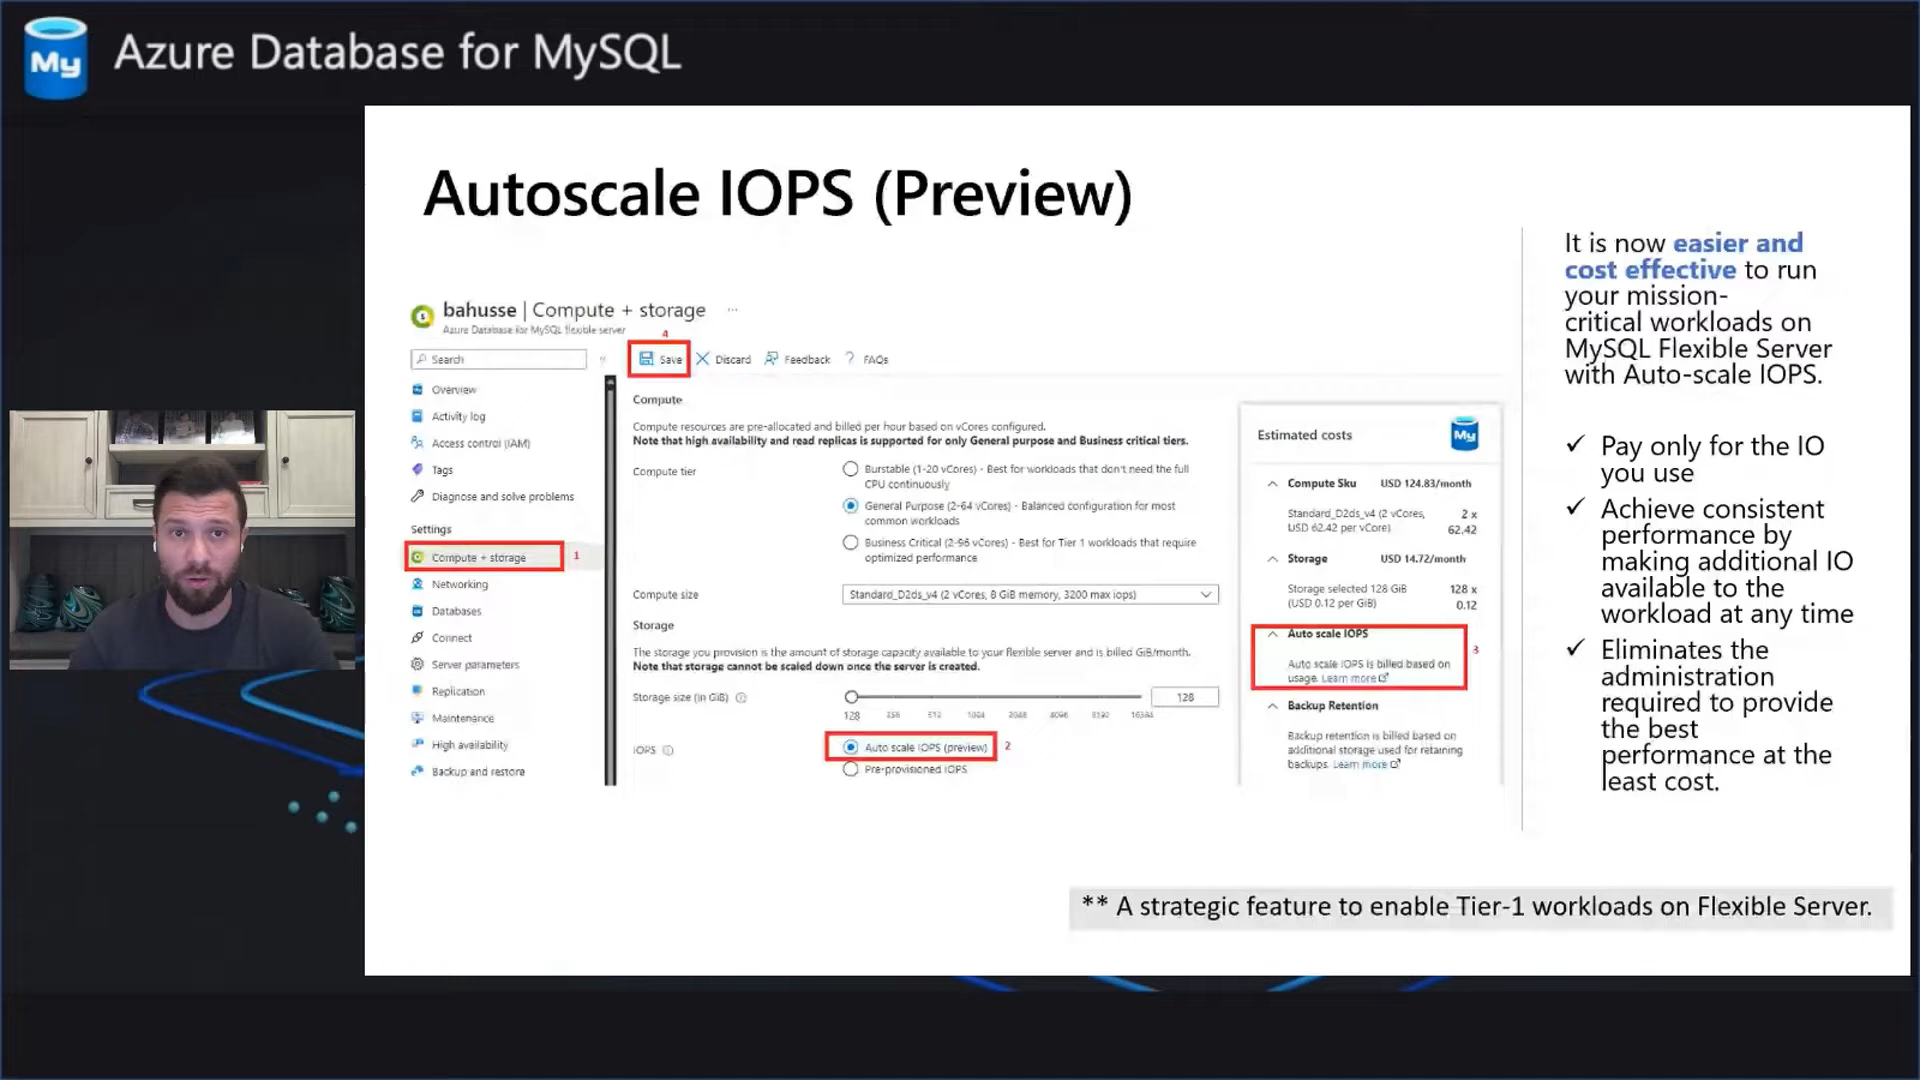 My Azure Database for MySQL
Autoscale IOPS (Preview)
bahusse | Compute + storage ...
Azure Database for MySQL flexible server
Search
4
Save
Discard
Feedback
? FAQs
Overview
Activity log
Access control (IAM)
Tags
Diagnose and solve problems
Settings
Compute + storage
1
Networking
Databases
Connect
Server parameters
Replication
Maintenance
High availability
Backup and restore
Compute
Compute resources are pre-allocated and billed per hour based on vCores configured.
Note that high availability and read replicas is supported for only General purpose and Business critical tiers.
Compute tier
Burstable (1-20 vCores) - Best for workloads that don't need the full
CPU continuously
General Purpose (2-64 vCores) - Balanced configuration for most
common workloads
Business Critical (2-96 vCores) - Best for Tier 1 workloads that require
optimized performance
Compute size
Standard_D2ds_v4 (2 vCores, 8 GiB memory, 3200 max iops)
Storage
The storage you provision is the amount of storage capacity available to your flexible server and is billed GiB/month.
Note that storage cannot be scaled down once the server is created.
Storage size (in GiB)
128
128 256 512 1024 2048 4096 8192 16384
IOPS
Auto scale IOPS (preview)
2
Pre-provisioned IOPS
Estimated costs
My
Compute Sku USD 124.83/month
Standard_D2ds_v4 (2 vCores, 2 x
USD 62.42 per vCore) 62.42
Storage USD 14.72/month
Storage selected 128 GiB 128 x
(USD 0.12 per GiB) 0.12
Auto scale IOPS
3
Auto scale IOPS is billed based on
usage. Learn more
Backup Retention
Backup retention is billed based on
additional storage used for retaining
backups. Learn more
It is now easier and
cost effective to run
your mission-
critical workloads on
MySQL Flexible Server
with Auto-scale IOPS.
✓ Pay only for the IO
you use
✓ Achieve consistent
performance by
making additional IO
available to the
workload at any time
✓ Eliminates the
administration
required to provide
the best
performance at the
least cost.
** A strategic feature to enable Tier-1 workloads on Flexible Server.